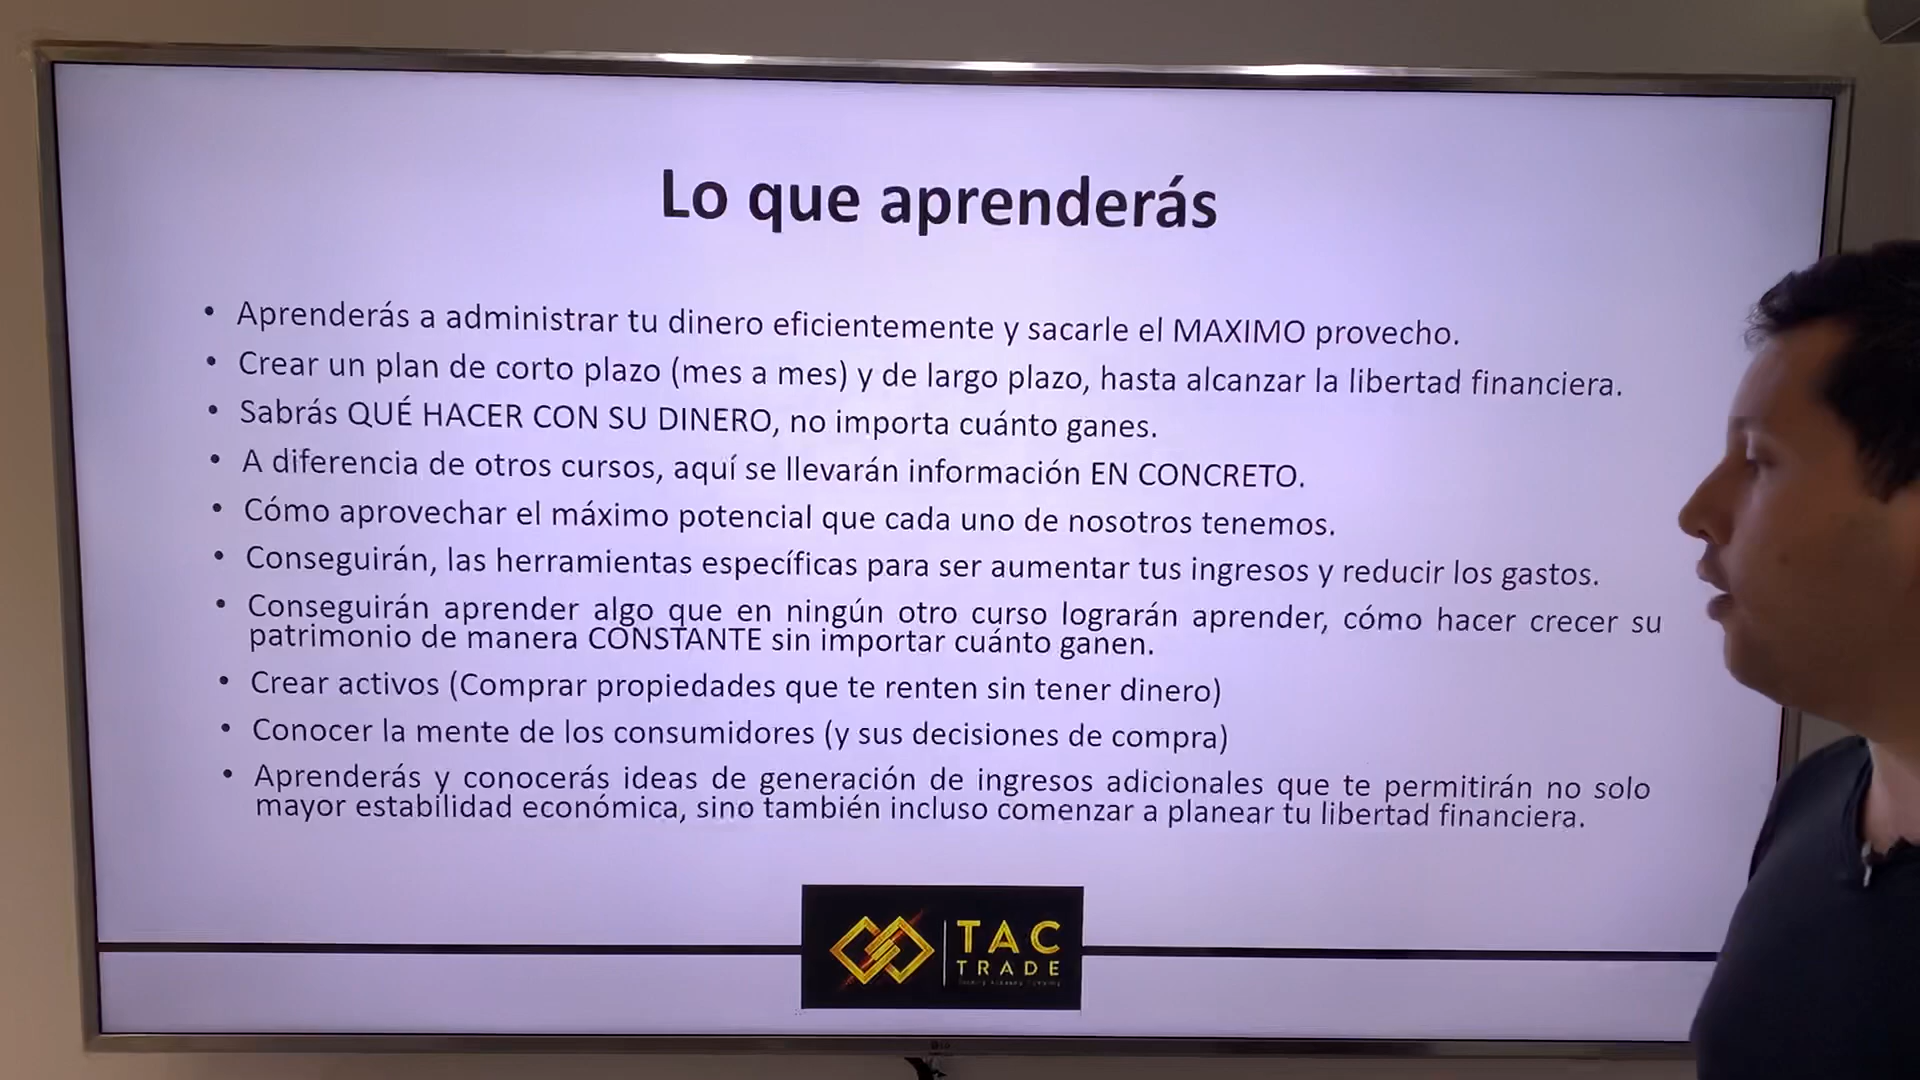 Lo que aprenderás
• Aprenderás a administrar tu dinero eficientemente y sacarle el MAXIMO provecho.
• Crear un plan de corto plazo (mes a mes) y de largo plazo, hasta alcanzar la libertad financiera.
• Sabrás QUÉ HACER CON SU DINERO, no importa cuánto ganes.
• A diferencia de otros cursos, aquí se llevarán información EN CONCRETO.
• Cómo aprovechar el máximo potencial que cada uno de nosotros tenemos.
• Conseguirán, las herramientas específicas para ser aumentar tus ingresos y reducir los gastos.
• Conseguirán aprender algo que en ningún otro curso lograrán aprender, cómo hacer crecer su
patrimonio de manera CONSTANTE sin importar cuánto ganen.
• Crear activos (Comprar propiedades que te renten sin tener dinero)
• Conocer la mente de los consumidores (y sus decisiones de compra)
• Aprenderás y conocerás ideas de generación de ingresos adicionales que te permitirán no solo
mayor estabilidad económica, sino también incluso comenzar a planear tu libertad financiera.
TAC
TRADE